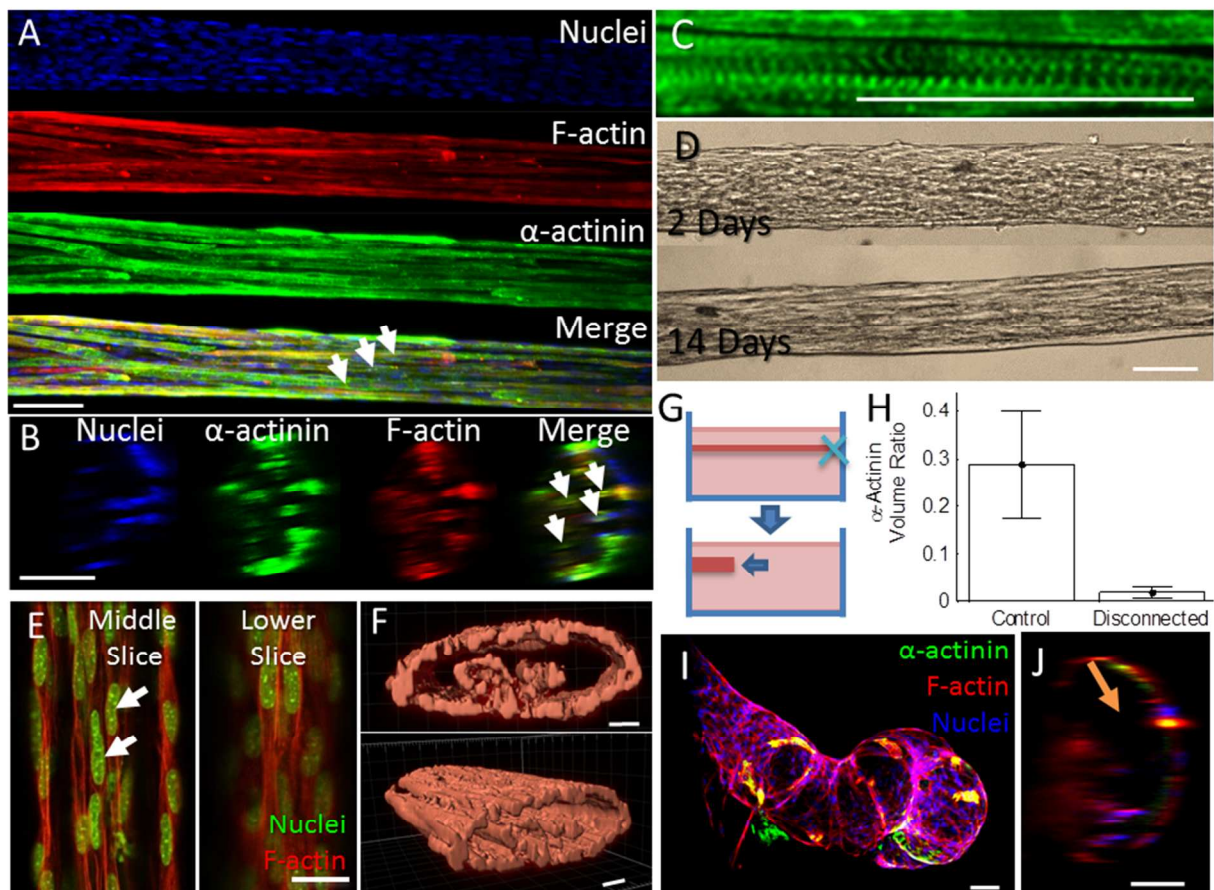 A
Nuclei
F-actin
α-actinin
Merge
B
Nuclei
α-actinin
F-actin
Merge
C
D
2 Days
14 Days
E
Middle
Slice
Lower
Slice
Nuclei
F-actin
F
G
H
α-Actinin
Volume Ratio
0.4
0.3
0.2
0.1
0
Control
Disconnected
I
α-actinin
F-actin
Nuclei
J